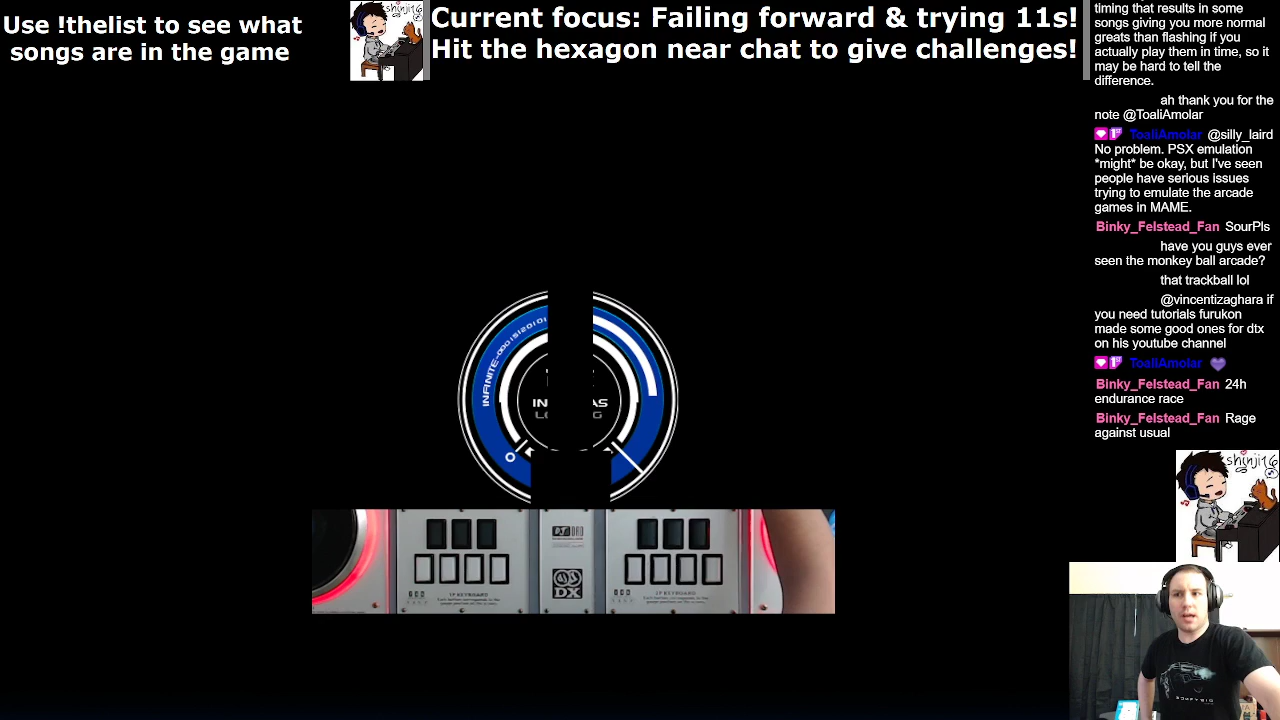 Use !thelist to see what
songs are in the game
shinji16
Current focus: Failing forward & trying 11s!
Hit the hexagon near chat to give challenges!
timing that results in some
songs giving you more normal
greats than flashing if you
actually play them in time, so it
may be hard to tell the
difference.
ah thank you for the
note @ToaliAmolar
ToaliAmolar @silly_laird
No problem. PSX emulation
*might* be okay, but I've seen
people have serious issues
trying to emulate the arcade
games in MAME.
Binky_Felstead_Fan SourPls
have you guys ever
seen the monkey ball arcade?
that trackball lol
@vincentizaghara if
you need tutorials furukon
made some good ones for dtx
on his youtube channel
ToaliAmolar
Binky_Felstead_Fan 24h
endurance race
Binky_Felstead_Fan Rage
against usual
shinji16
INFINITE-000
DX